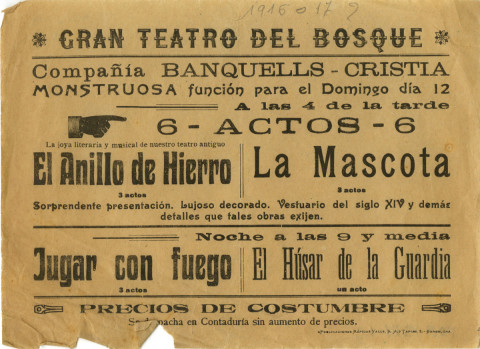 1916 o 17 ?
GRAN TEATRO DEL BOSQUE
Compañía BANQUELLS - CRISTIA
MONSTRUOSA función para el Domingo día 12
A las 4 de la tarde
6 - ACTOS - 6
La joya literaria y musical de nuestro teatro antiguo
El Anillo de Hierro
3 actos
La Mascota
3 actos
Sorprendente presentación. Lujoso decorado. Vestuario del siglo XIV y demás
detalles que tales obras exijen.
Noche a las 9 y media
Jugar con fuego
3 actos
El Húsar de la Guardia
un acto
PRECIOS DE COSTUMBRE
Se despacha en Contaduría sin aumento de precios.